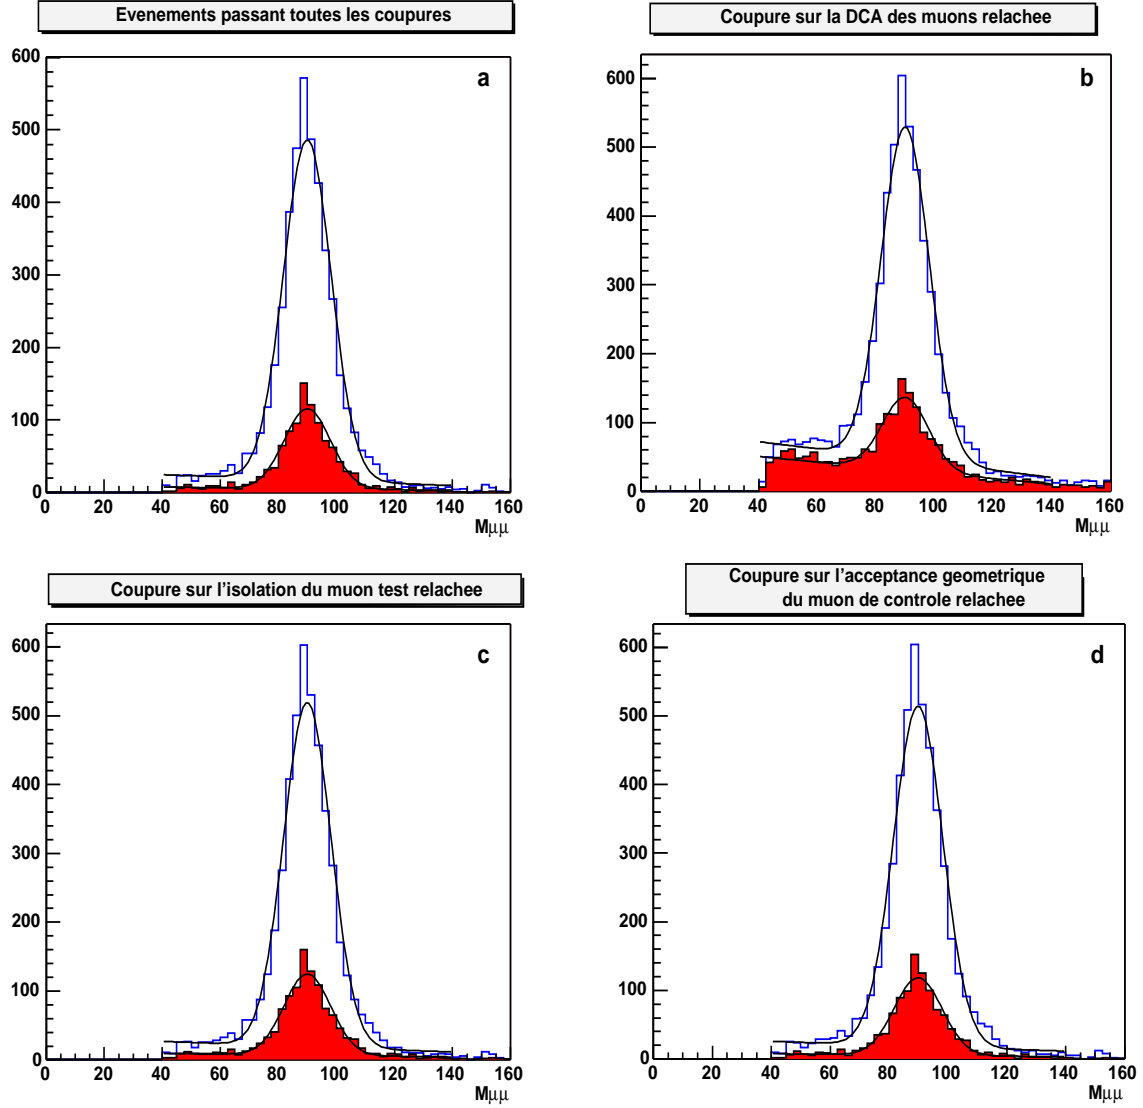 Evenements passant toutes les coupures
a
600
500
400
300
200
100
0
0 20 40 60 80 100 120 140 160
Mμμ
Coupure sur la DCA des muons relachee
b
600
500
400
300
200
100
0
0 20 40 60 80 100 120 140 160
Mμμ
Coupure sur l'isolation du muon test relachee
c
600
500
400
300
200
100
0
0 20 40 60 80 100 120 140 160
Mμμ
Coupure sur l'acceptance geometrique
du muon de controle relachee
d
600
500
400
300
200
100
0
0 20 40 60 80 100 120 140 160
Mμμ